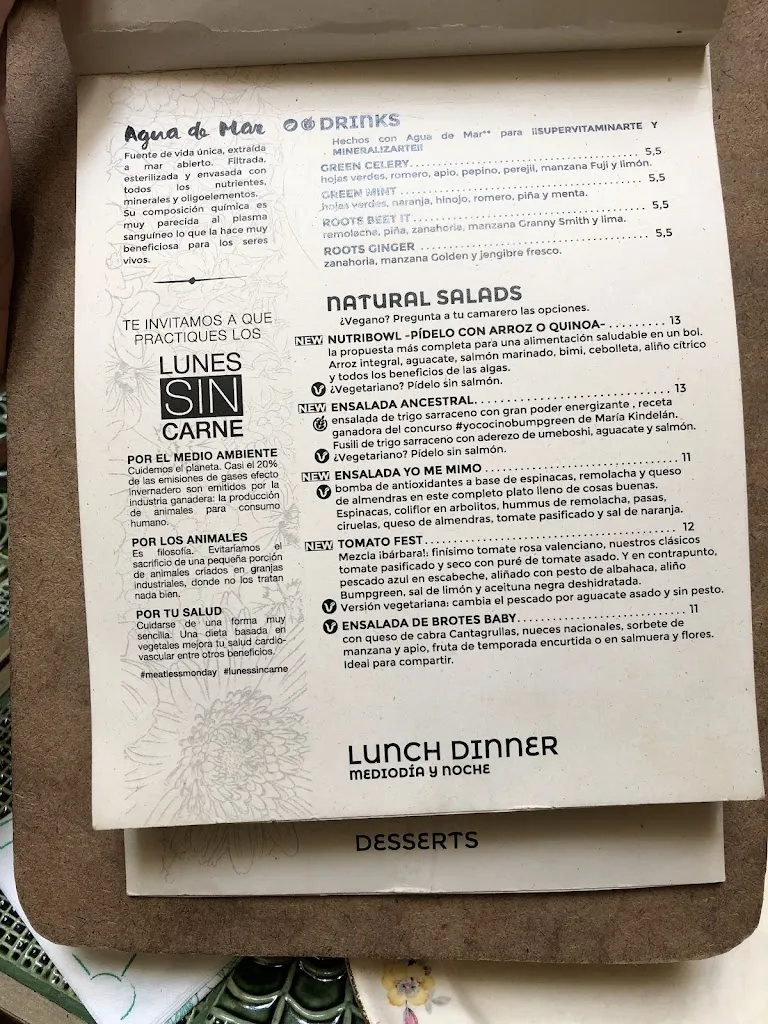 Agua de Mar
Fuente de vida única, extraída
a mar abierto. Filtrada,
esterilizada y envasada con
todos los nutrientes,
minerales y oligoelementos.
Su composición química es
muy parecida al plasma
sanguíneo lo que la hace muy
beneficiosa para los seres
vivos.
TE INVITAMOS A QUE
PRACTIQUES LOS
LUNES
SIN
CARNE
POR EL MEDIO AMBIENTE
Cuidemos el planeta. Casi el 20%
de las emisiones de gases efecto
invernadero son emitidos por la
industria ganadera: la producción
de animales para consumo
humano.
POR LOS ANIMALES
Es filosofía. Evitaríamos el
sacrificio de una pequeña porción
de animales criados en granjas
industriales, donde no los tratan
nada bien.
POR TU SALUD
Cuidarse de una forma muy
sencilla. Una dieta basada en
vegetales mejora tu salud cardio-
vascular entre otros beneficios.
#meatlessmonday #lunessincarne
DRINKS
Hechos con Agua de Mar** para ¡¡SUPERVITAMINARTE Y
MINERALIZARTE!!
GREEN CELERY........................................ 5,5
hojas verdes, romero, apio, pepino, perejil, manzana Fuji y limón.
GREEN MINT ........................................ 5,5
hojas verdes, naranja, hinojo, romero, piña y menta.
ROOTS BEET IT........................................ 5,5
remolacha, piña, zanahoria, manzana Granny Smith y lima.
ROOTS GINGER ........................................ 5,5
zanahoria, manzana Golden y jengibre fresco.
NATURAL SALADS
¿Vegano? Pregunta a tu camarero las opciones.
NEW NUTRIBOWL -PÍDELO CON ARROZ O QUINOA- ......... 13
la propuesta más completa para una alimentación saludable en un bol.
Arroz integral, aguacate, salmón marinado, bimi, cebolleta, aliño cítrico
y todos los beneficios de las algas.
V ¿Vegetariano? Pídelo sin salmón.
NEW ENSALADA ANCESTRAL.............................. 13
ensalada de trigo sarraceno con gran poder energizante , receta
ganadora del concurso #yococinobumpgreen de María Kindelán.
Fusili de trigo sarraceno con aderezo de umeboshi, aguacate y salmón.
V ¿Vegetariano? Pídelo sin salmón.
NEW ENSALADA YO ME MIMO .............................. 11
V bomba de antioxidantes a base de espinacas, remolacha y queso
de almendras en este completo plato lleno de cosas buenas.
Espinacas, coliflor en arbolitos, hummus de remolacha, pasas,
ciruelas, queso de almendras, tomate pasificado y sal de naranja.
NEW TOMATO FEST........................................ 12
Mezcla ¡bárbara!: finísimo tomate rosa valenciano, nuestros clásicos
tomate pasificado y seco con puré de tomate asado. Y en contrapunto,
pescado azul en escabeche, aliñado con pesto de albahaca, aliño
Bumpgreen, sal de limón y aceituna negra deshidratada.
V Versión vegetariana: cambia el pescado por aguacate asado y sin pesto.
V ENSALADA DE BROTES BABY.............................. 11
con queso de cabra Cantagrullas, nueces nacionales, sorbete de
manzana y apio, fruta de temporada encurtida o en salmuera y flores.
Ideal para compartir.
LUNCH DINNER
MEDIODÍA Y NOCHE
DESSERTS